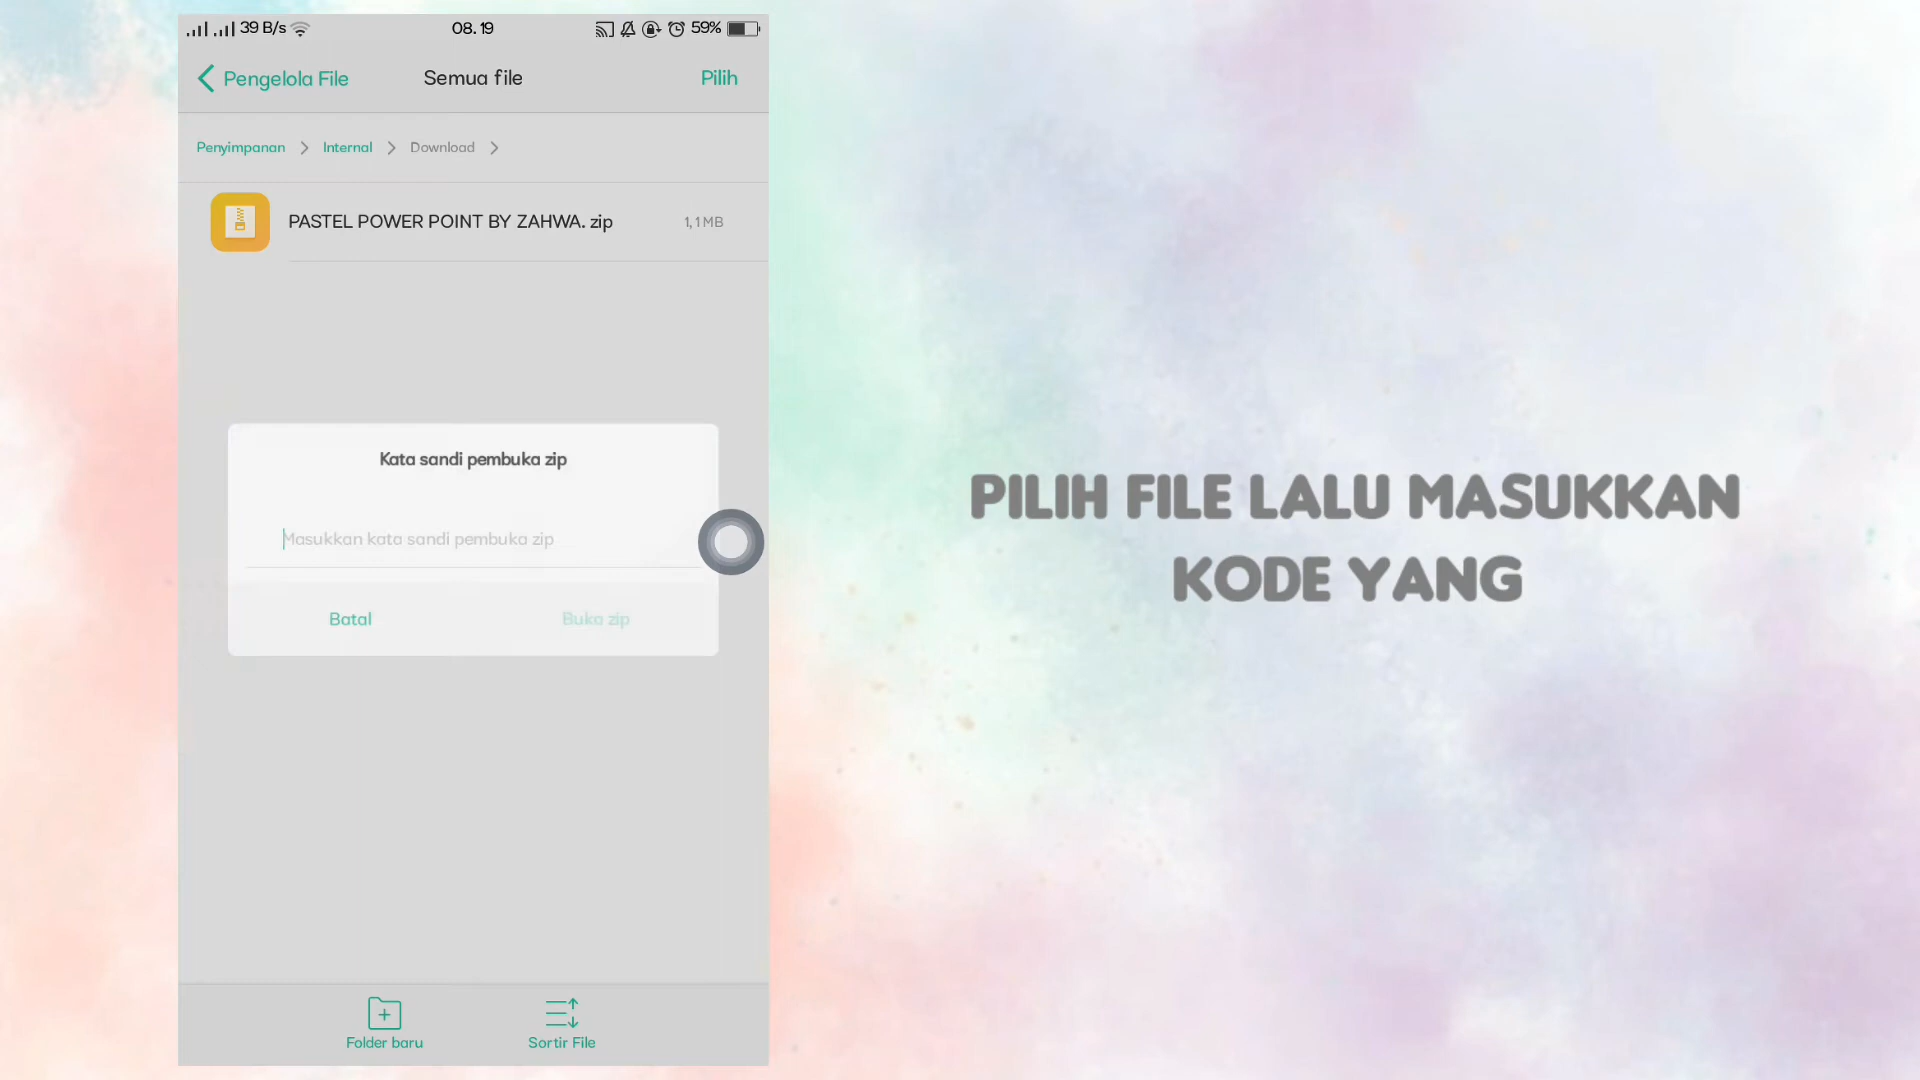 39 B/s 08.19 59%
Pengelola File Semua file Pilih
Penyimpanan Internal Download
PASTEL POWER POINT BY ZAHWA. zip 1,1 MB
Kata sandi pembuka zip
Masukkan kata sandi pembuka zip
Batal Buka zip
Folder baru Sortir File
PILIH FILE LALU MASUKKAN
KODE YANG